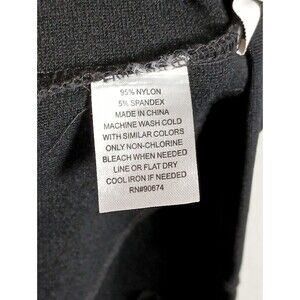 95% NYLON
5% SPANDEX
MADE IN CHINA
MACHINE WASH COLD
WITH SIMILAR COLORS
ONLY NON-CHLORINE
BLEACH WHEN NEEDED
LINE OR FLAT DRY
COOL IRON IF NEEDED
RN#90674